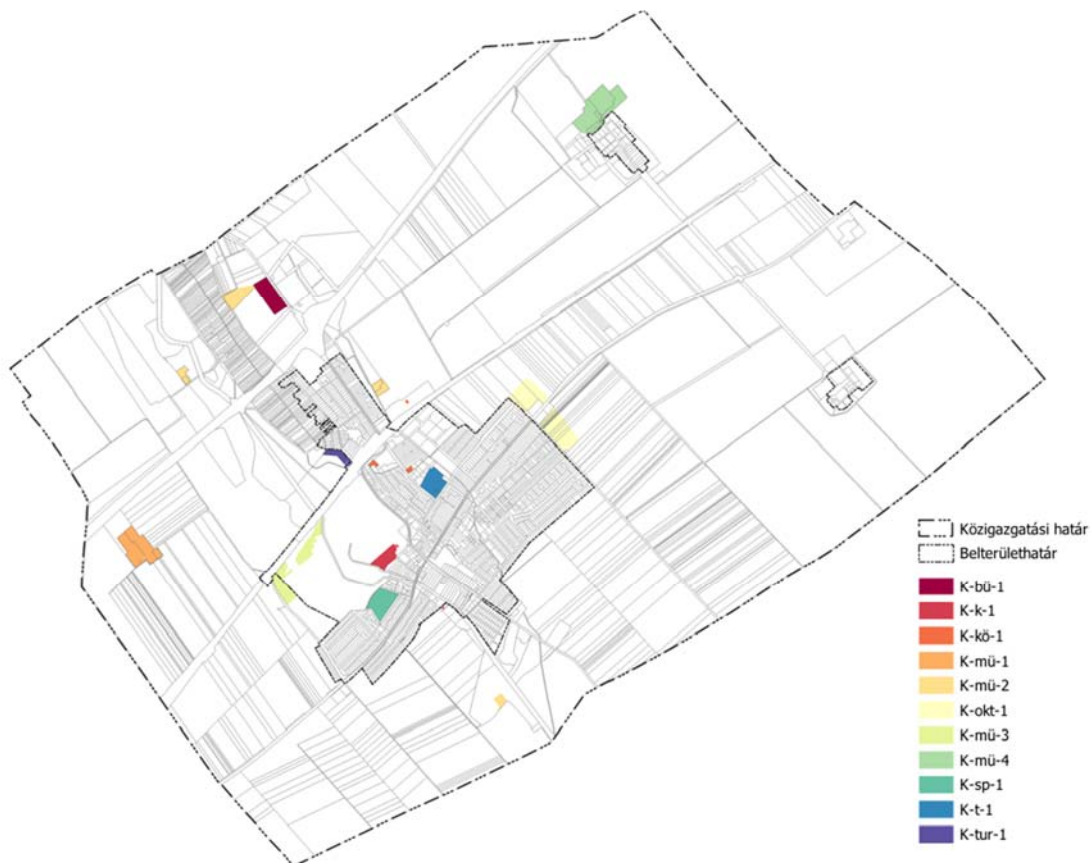 Közigazgatási határ
Belterülethatár
K-bü-1
K-k-1
K-kö-1
K-mü-1
K-mü-2
K-okt-1
K-mü-3
K-mü-4
K-sp-1
K-t-1
K-tur-1